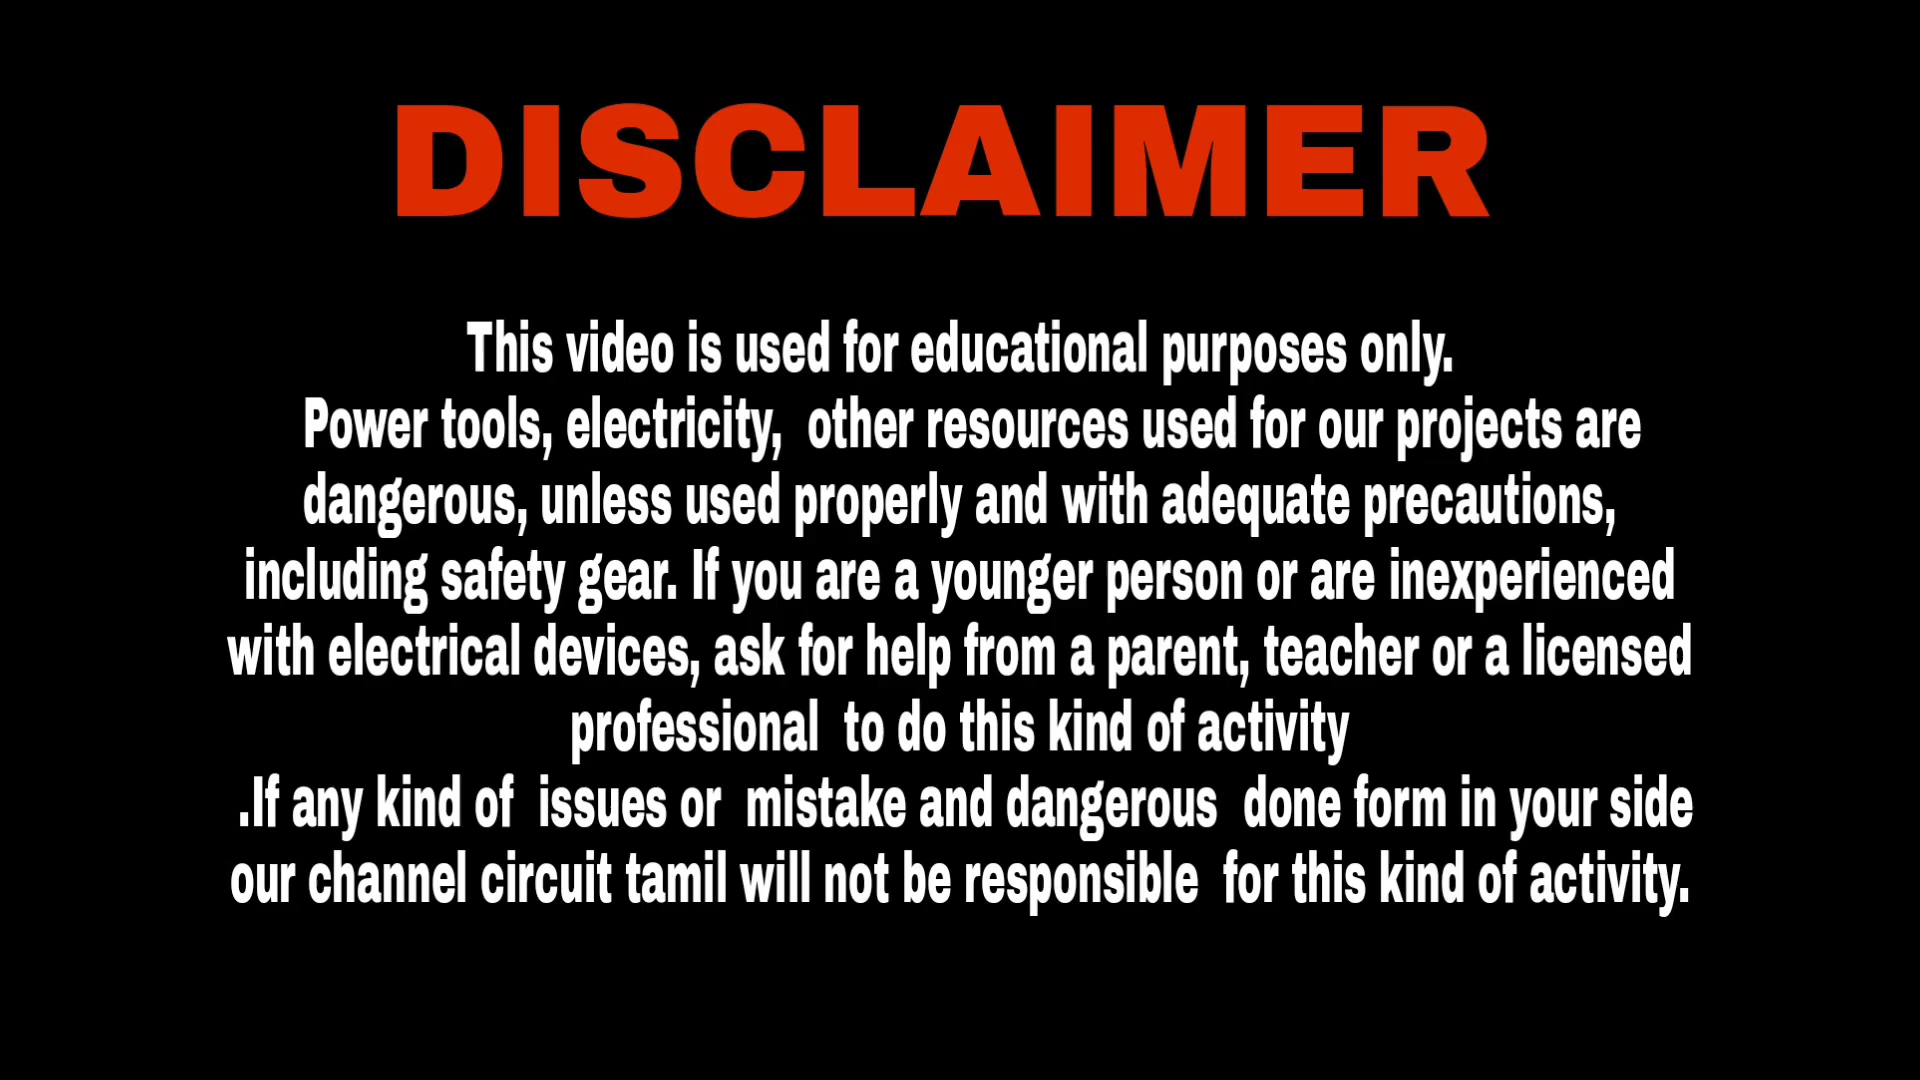 DISCLAIMER
This video is used for educational purposes only.
Power tools, electricity,  other resources used for our projects are
dangerous, unless used properly and with adequate precautions,
including safety gear. If you are a younger person or are inexperienced
with electrical devices, ask for help from a parent, teacher or a licensed
professional  to do this kind of activity
.If any kind of  issues or  mistake and dangerous  done form in your side
our channel circuit tamil will not be responsible  for this kind of activity.